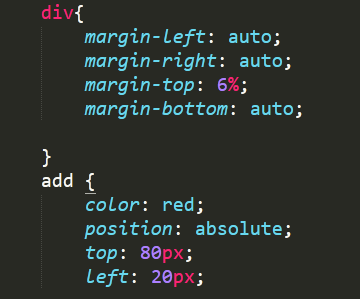 div{
margin-left: auto;
margin-right: auto;
margin-top: 6%;
margin-bottom: auto;
}
add {
color: red;
position: absolute;
top: 80px;
left: 20px;